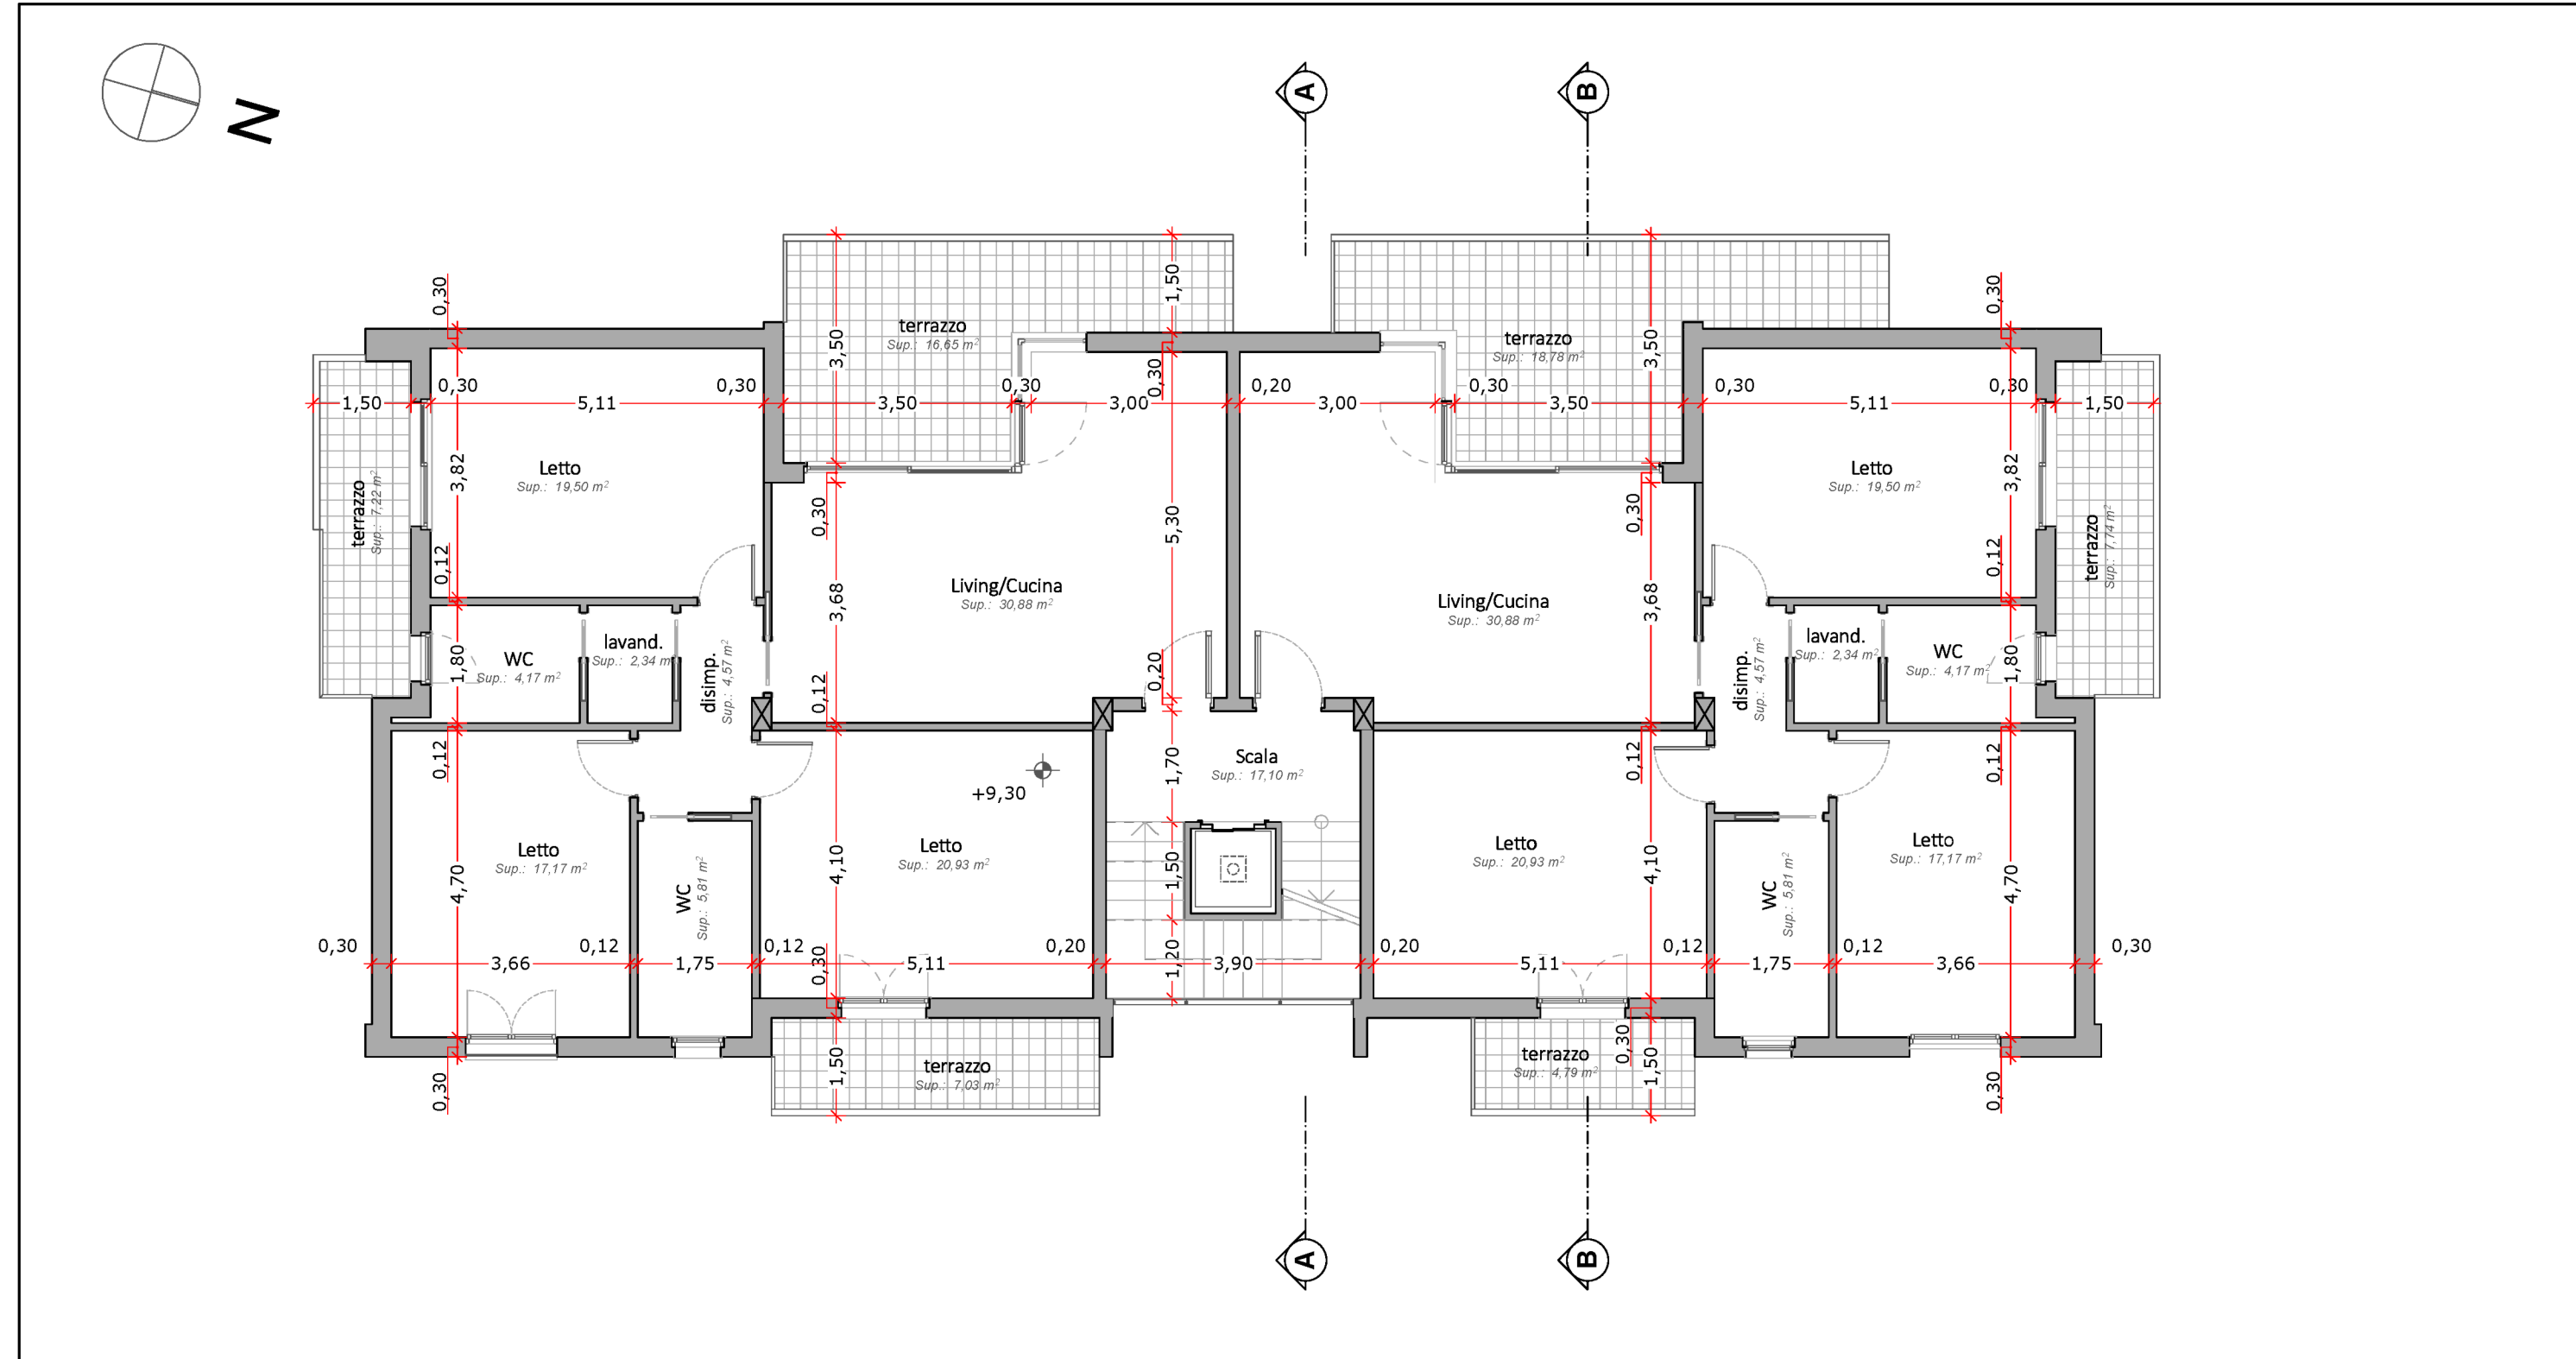 N
A
B
0,30
1,50
3,50
terrazzo
Sup.: 16,65 m²
0,30
terrazzo
Sup.: 18,78 m²
3,50
0,30
1,50
0,30
5,11
0,30
3,50
0,30
3,00
0,30
0,20
3,00
0,30
3,50
0,30
5,11
0,30
1,50
terrazzo
Sup.: 7,22 m²
3,82
Letto
Sup.: 19,50 m²
0,30
5,30
0,30
Letto
Sup.: 19,50 m²
3,82
terrazzo
Sup.: 7,74 m²
0,12
3,68
Living/Cucina
Sup.: 30,88 m²
Living/Cucina
Sup.: 30,88 m²
3,68
0,12
WC
Sup.: 4,17 m²
1,80
lavand.
Sup.: 2,34 m
disimp.
Sup.: 4,57 m²
0,12
0,20
disimp.
Sup.: 4,57 m²
lavand.
Sup.: 2,34 m²
WC
Sup.: 4,17 m²
1,80
0,12
+9,30
1,70
Scala
Sup.: 17,10 m²
0,12
0,12
Letto
Sup.: 17,17 m²
4,70
WC
Sup.: 5,81 m²
4,10
Letto
Sup.: 20,93 m²
1,50
Letto
Sup.: 20,93 m²
4,10
WC
Sup.: 5,81 m²
Letto
Sup.: 17,17 m²
4,70
0,30
3,66
0,12
1,75
0,12
0,30
5,11
0,20
1,20
3,90
0,20
5,11
0,12
1,75
0,12
3,66
0,30
0,30
1,50
terrazzo
Sup.: 7,03 m²
terrazzo
Sup.: 4,79 m²
0,30
1,50
0,30
A
B